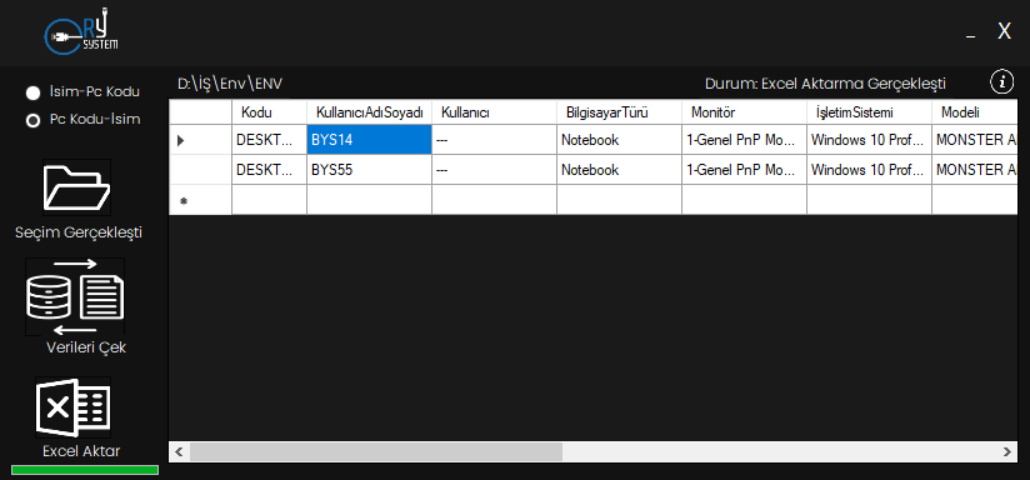 RY
SYSTEM
_ X
İsim-Pc Kodu
Pc Kodu-İsim
D:\İŞ\Env\ENV
Durum: Excel Aktarma Gerçekleşti
i
Kodu KullanıcıAdıSoyadı Kullanıcı BilgisayarTürü Monitör İşletimSistemi Modeli
DESKT... BYS14 --- Notebook 1-Genel PnP Mo... Windows 10 Prof... MONSTER A
DESKT... BYS55 --- Notebook 1-Genel PnP Mo... Windows 10 Prof... MONSTER A
Seçim Gerçekleşti
Verileri Çek
X
Excel Aktar